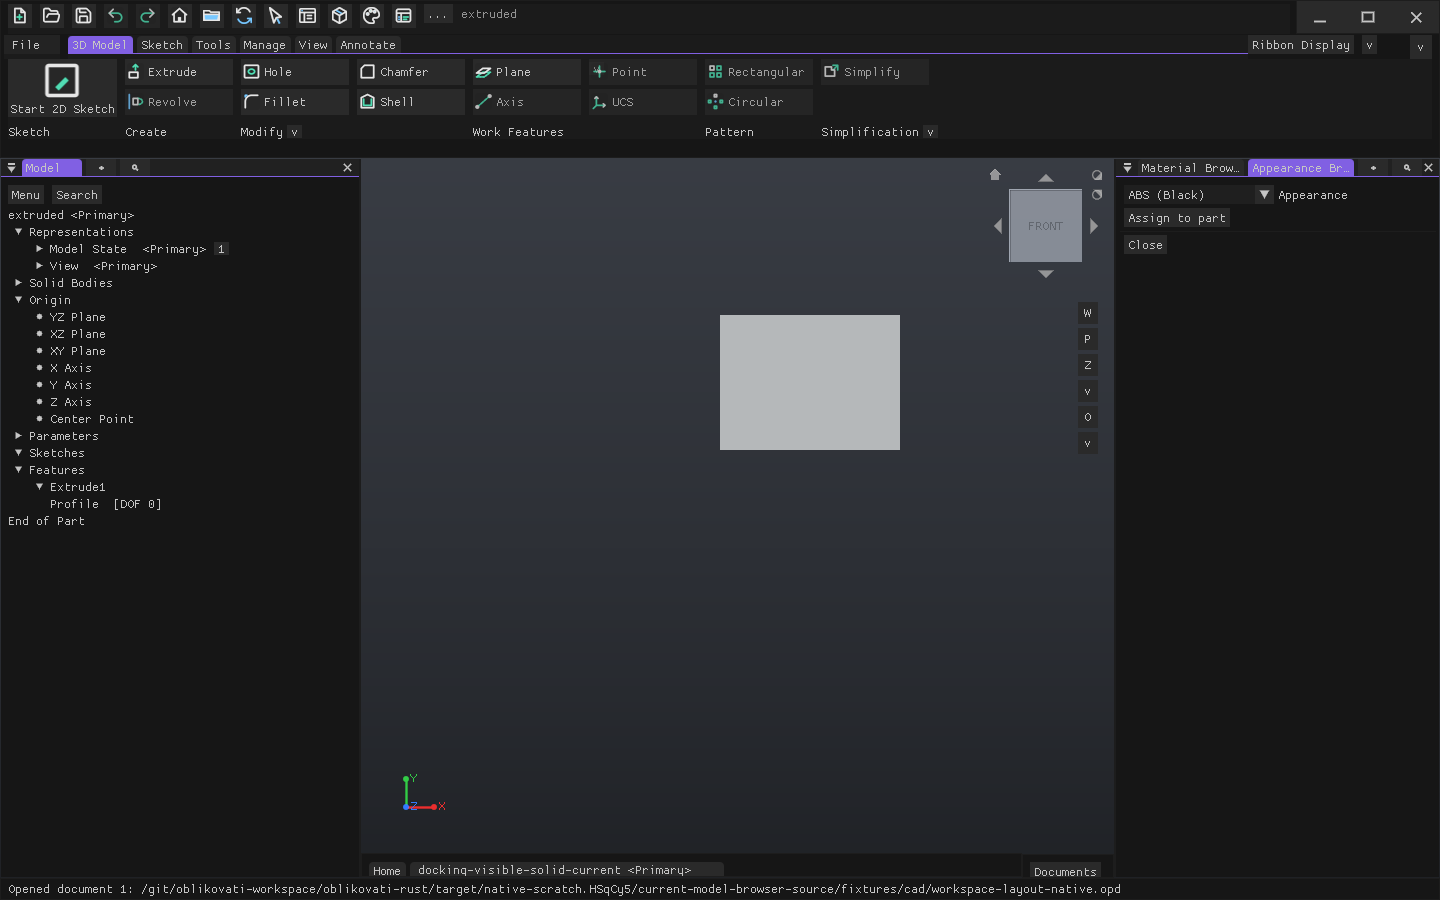 ... extruded
File 3D Model Sketch Tools Manage View Annotate Ribbon Display v v
Start 2D Sketch
Extrude Hole Chamfer Plane Point Rectangular Simplify
Revolve Fillet Shell Axis UCS Circular
Sketch Create Modify v Work Features Pattern Simplification v
Model
Menu Search
extruded <Primary>
Representations
Model State <Primary> 1
View <Primary>
Solid Bodies
Origin
YZ Plane
XZ Plane
XY Plane
X Axis
Y Axis
Z Axis
Center Point
Parameters
Sketches
Features
Extrude1
Profile [DOF 0]
End of Part
FRONT
W
P
Z
v
O
v
Y
Z X
Material Brow…
Appearance Br…
ABS (Black) Appearance
Assign to part
Close
Home docking-visible-solid-current <Primary> Documents
Opened document 1: /git/oblikovati-workspace/oblikovati-rust/target/native-scratch.HSqCy5/current-model-browser-source/fixtures/cad/workspace-layout-native.opd